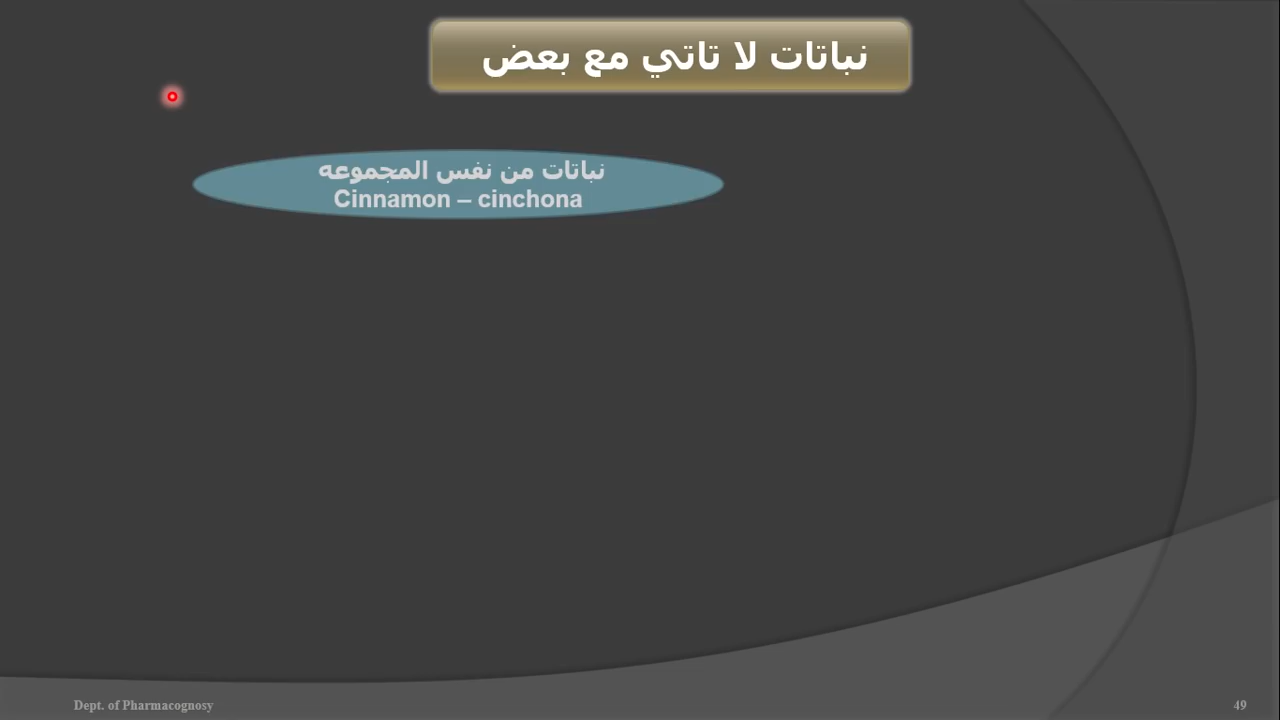 نباتات لا تاتي مع بعض
نباتات من نفس المجموعه
Cinnamon – cinchona
Dept. of Pharmacognosy
49